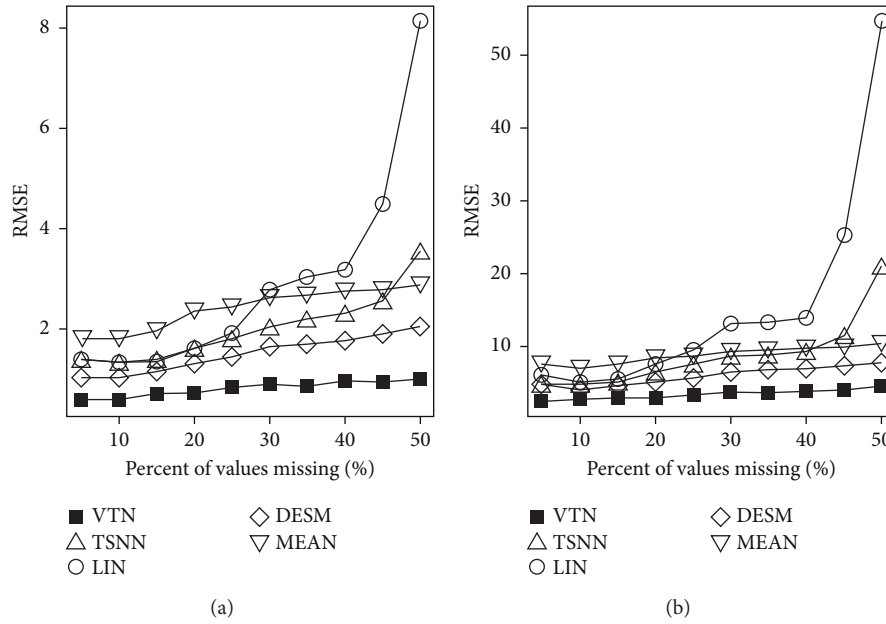 8
6
4
2
RMSE
10 20 30 40 50
Percent of values missing (%)
VTN
TSNN
LIN
DESM
MEAN
(a)
50
40
30
20
10
RMSE
10 20 30 40 50
Percent of values missing (%)
VTN
TSNN
LIN
DESM
MEAN
(b)